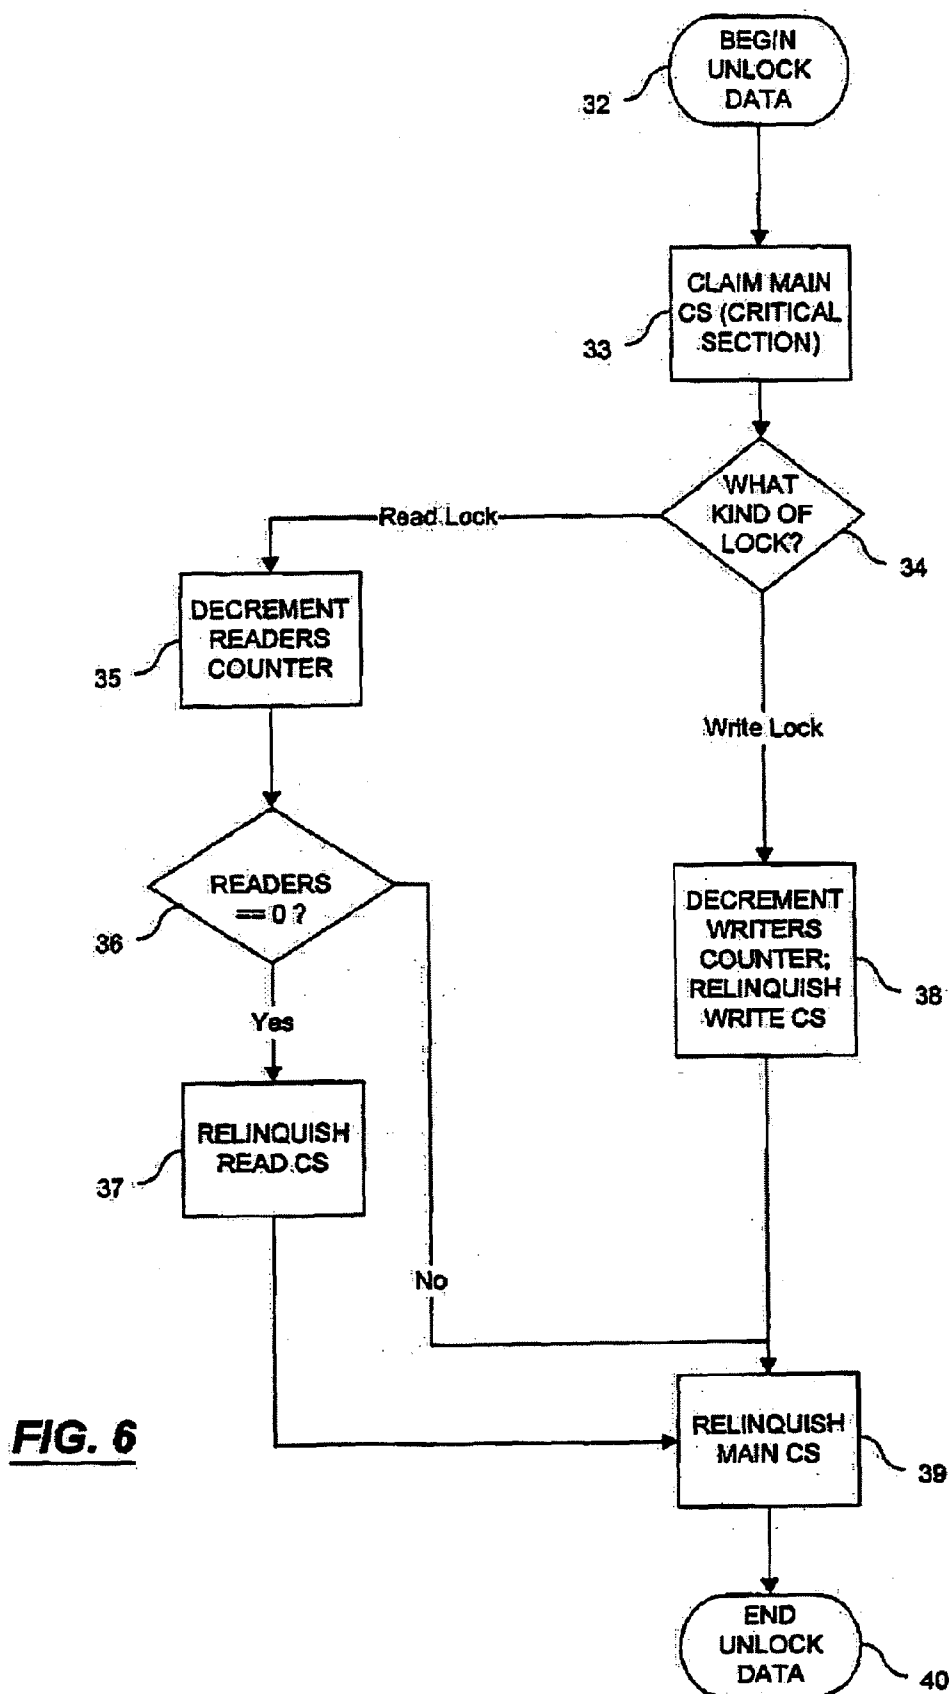 BEGIN
UNLOCK
DATA
32
CLAIM MAIN
CS (CRITICAL
SECTION)
33
WHAT
KIND OF
LOCK?
34
Read Lock
DECREMENT
READERS
COUNTER
35
Write Lock
READERS
== 0 ?
36
DECREMENT
WRITERS
COUNTER;
RELINQUISH
WRITE CS
38
Yes
RELINQUISH
READ CS
37
No
FIG. 6
RELINQUISH
MAIN CS
39
END
UNLOCK
DATA
40